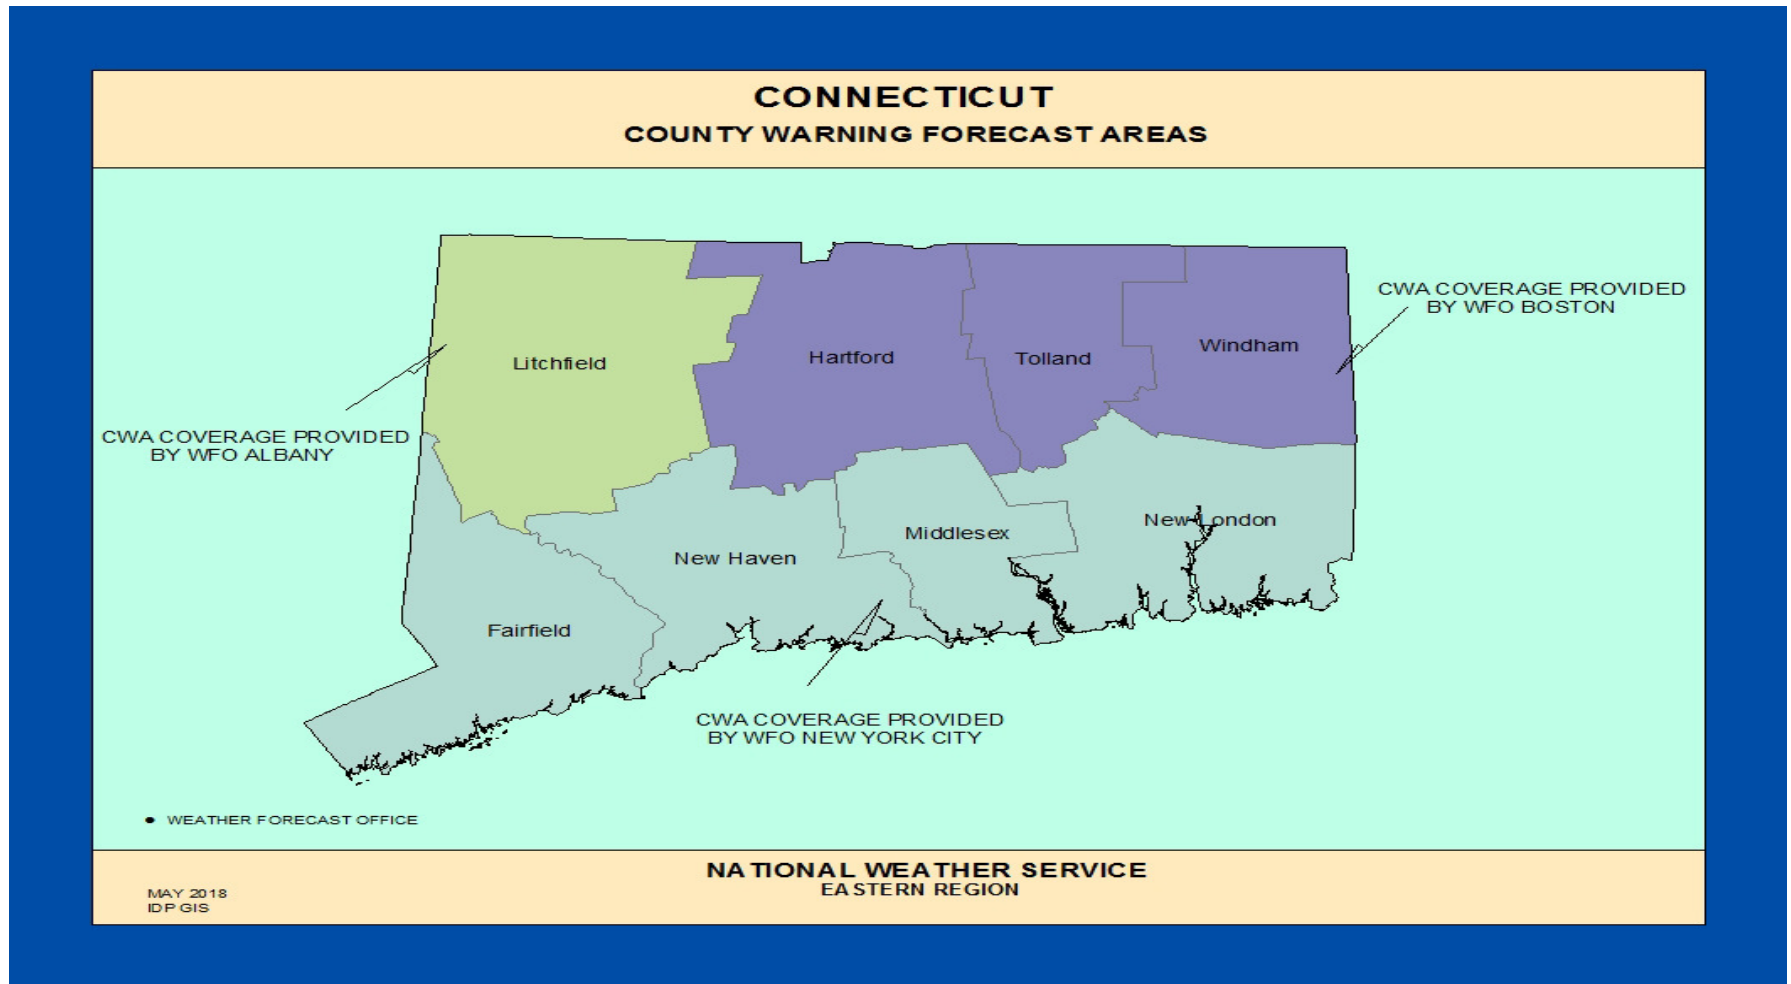 CONNECTICUT
COUNTY WARNING FORECAST AREAS
CWA COVERAGE PROVIDED
BY WFO BOSTON
Windham
Hartford
Tolland
Litchfield
CWA COVERAGE PROVIDED
BY WFO ALBANY
New London
Middlesex
New Haven
Fairfield
CWA COVERAGE PROVIDED
BY WFO NEW YORK CITY
WEATHER FORECAST OFFICE
NATIONAL WEATHER SERVICE
EASTERN REGION
MAY 2018
IDP GIS